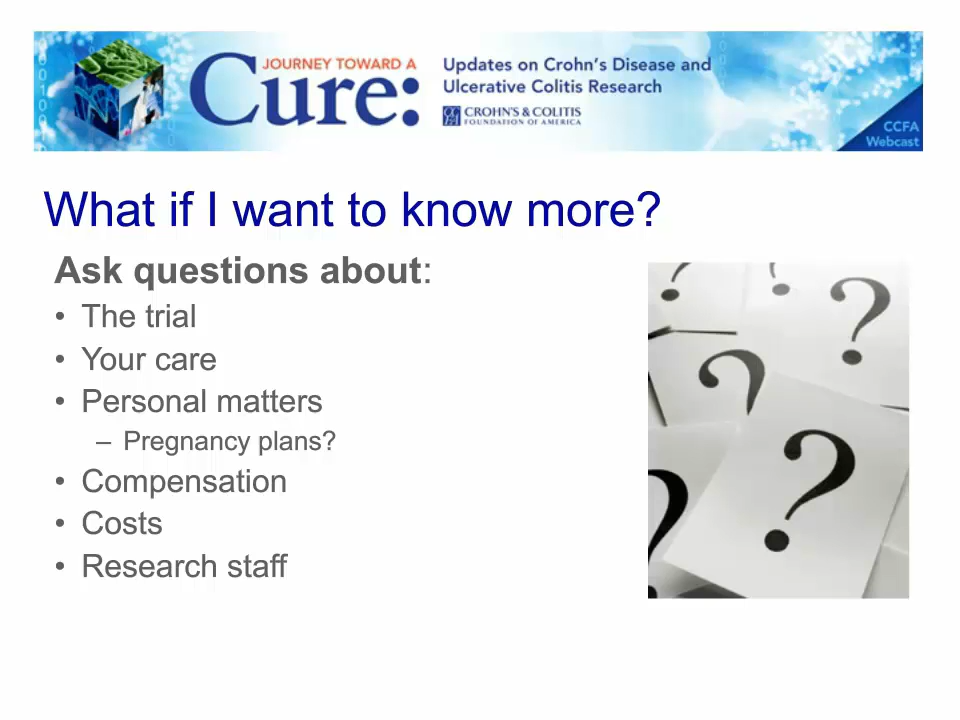 JOURNEY TOWARD A
Cure:
Updates on Crohn's Disease and
Ulcerative Colitis Research
CROHN'S & COLITIS
FOUNDATION OF AMERICA
CCFA
Webcast
What if I want to know more?
Ask questions about:
• The trial
• Your care
• Personal matters
– Pregnancy plans?
• Compensation
• Costs
• Research staff
? ? ? ? ? ?